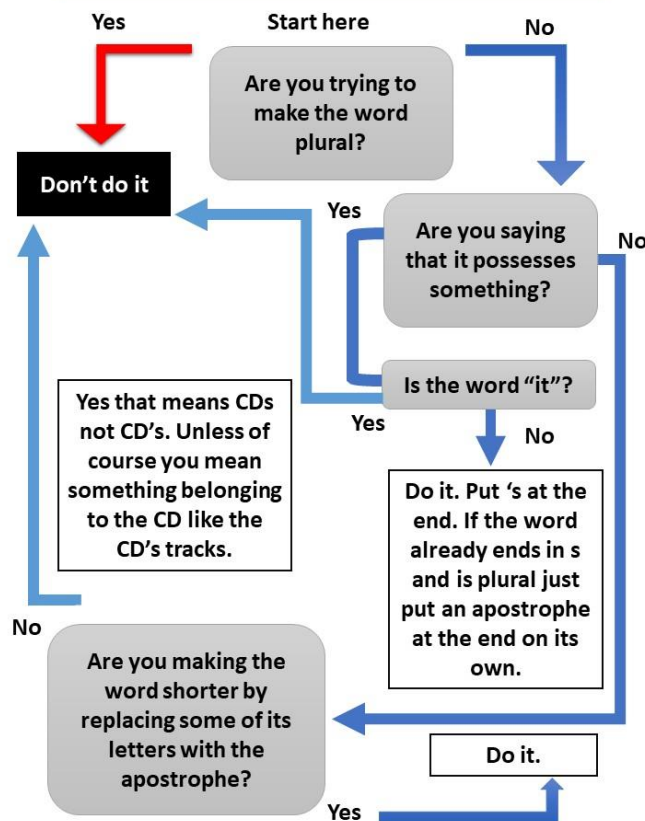 Yes
Start here
No
Are you trying to
make the word
plural?
Don't do it
Yes
Are you saying
that it possesses
something?
No
Is the word "it"?
Yes
No
Yes that means CDs
not CD's. Unless of
course you mean
something belonging
to the CD like the
CD's tracks.
Do it. Put 's at the
end. If the word
already ends in s
and is plural just
put an apostrophe
at the end on its
own.
No
Are you making the
word shorter by
replacing some of its
letters with the
apostrophe?
Do it.
Yes